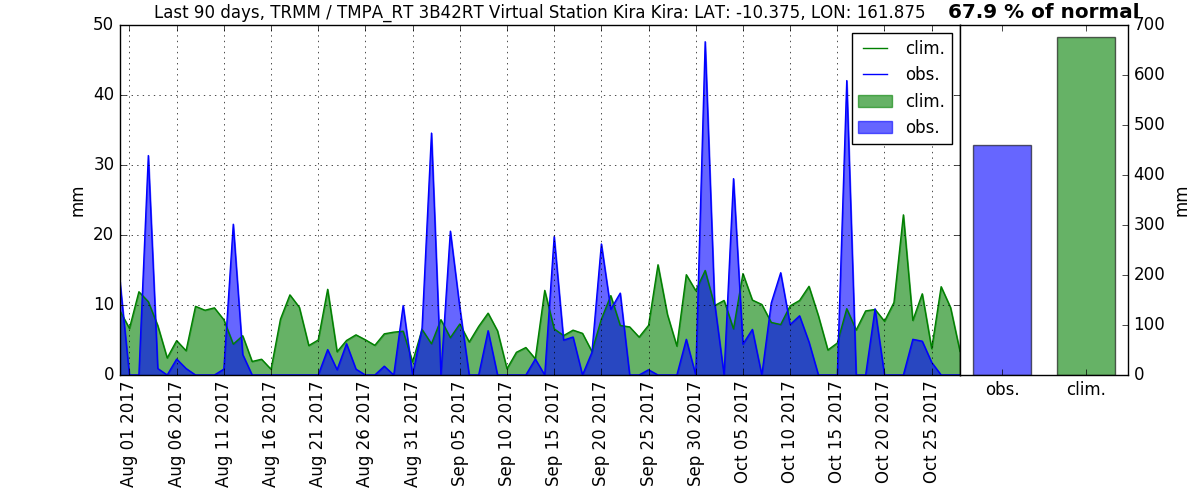 Last 90 days, TRMM / TMPA_RT 3B42RT Virtual Station Kira Kira: LAT: -10.375, LON: 161.875
67.9 % of normal
50
40
30
20
10
0
mm
clim.
obs.
clim.
obs.
700
600
500
400
300
200
100
0
mm
Aug 01 2017
Aug 06 2017
Aug 11 2017
Aug 16 2017
Aug 21 2017
Aug 26 2017
Aug 31 2017
Sep 05 2017
Sep 10 2017
Sep 15 2017
Sep 20 2017
Sep 25 2017
Sep 30 2017
Oct 05 2017
Oct 10 2017
Oct 15 2017
Oct 20 2017
Oct 25 2017
obs.
clim.